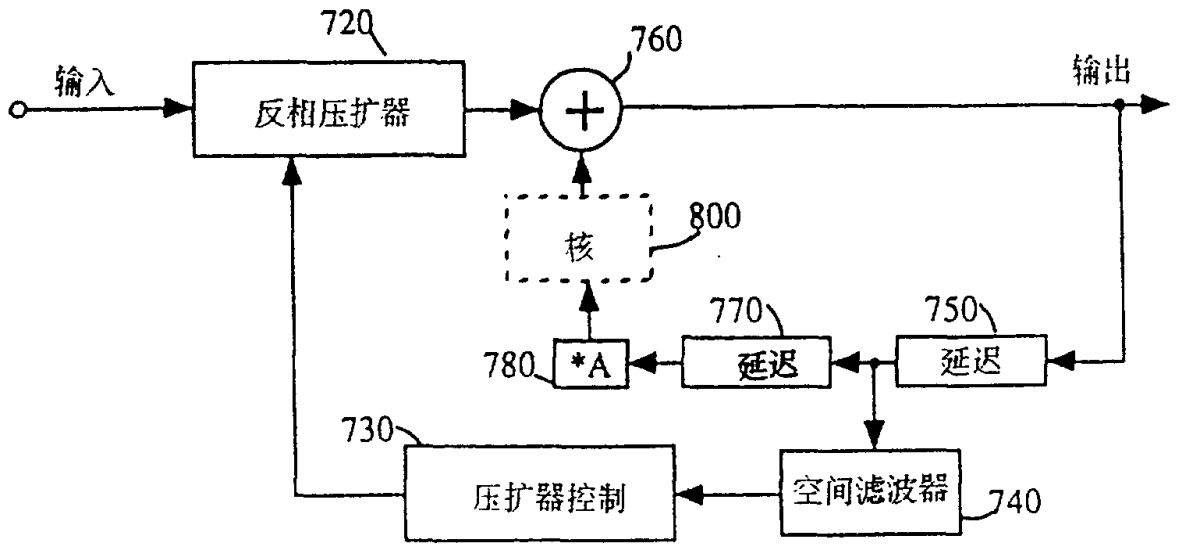 720
760
输入
输出
反相压扩器
+
800
核
770
750
780
*A
延迟
延迟
730
压扩器控制
空间滤波器
740